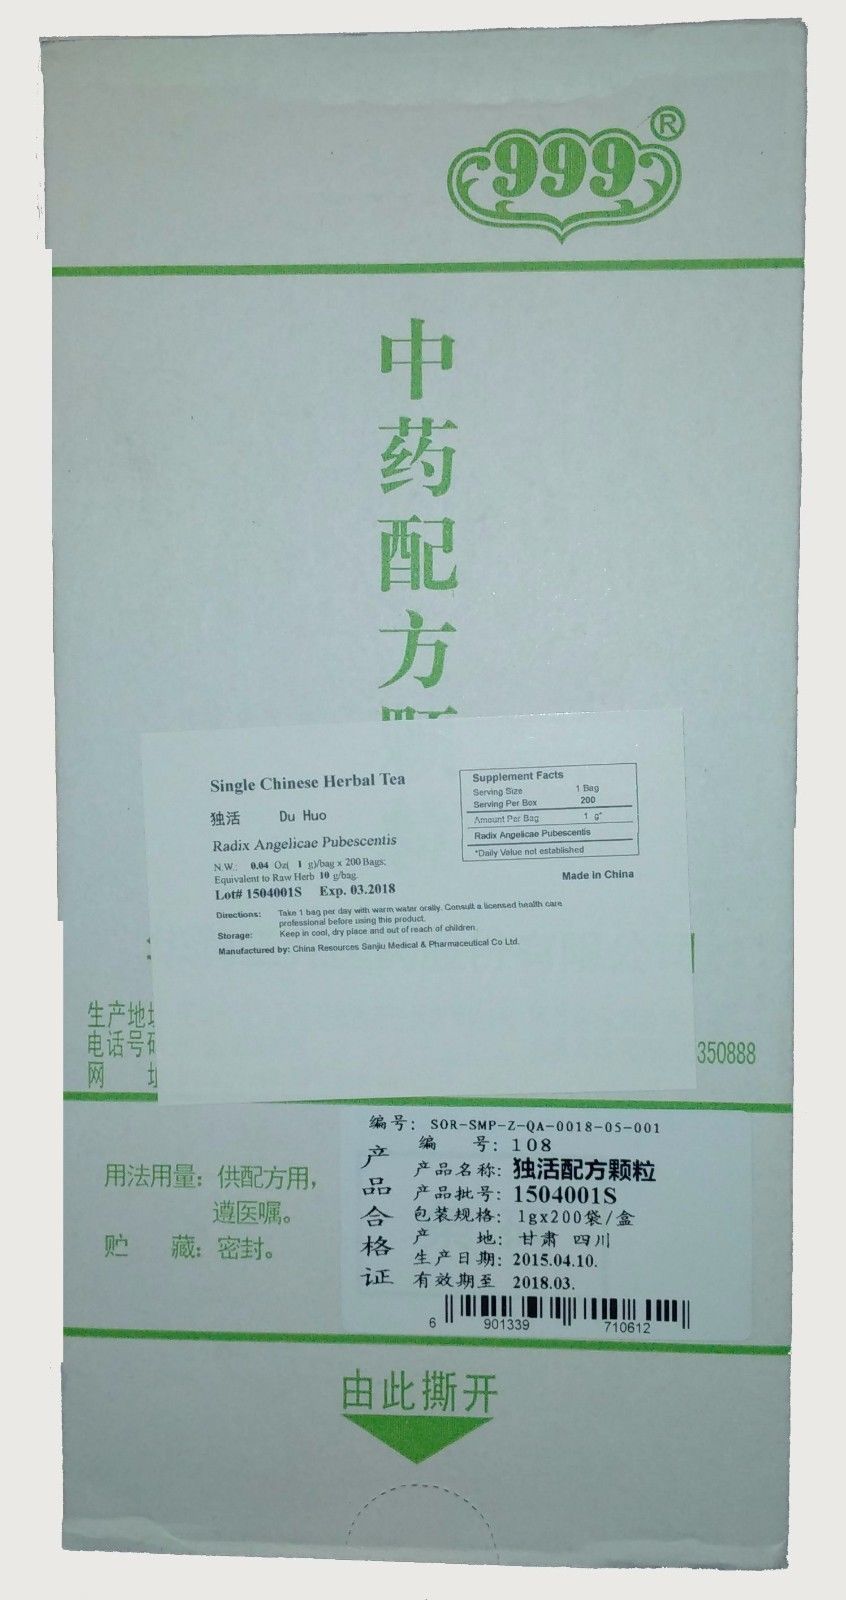 999®
中药配方
Single Chinese Herbal Tea
独活 Du Huo
Radix Angelicae Pubescentis
N.W.: 0.04 Oz( 1 g)/bag x 200 Bags;
Equivalent to Raw Herb 10 g/bag
Lot# 1504001S Exp. 03.2018
Supplement Facts
Serving Size 1 Bag
Serving Per Box 200
Amount Per Bag 1 g*
Radix Angelicae Pubescentis
*Daily Value not established
Made in China
Directions: Take 1 bag per day with warm water orally. Consult a licensed health care
professional before using this product.
Storage: Keep in cool, dry place and out of reach of children.
Manufactured by: China Resources Sanjiu Medical & Pharmaceutical Co Ltd.
生产地
电话号 350888
网
用法用量：供配方用，
遵医嘱。
贮 藏：密封。
产品合格证
编号：SOR-SMP-Z-QA-0018-05-001
编 号：108
产品名称：独活配方颗粒
产品批号：1504001S
包装规格：1gx200袋/盒
产 地：甘肃 四川
生产日期：2015.04.10.
有效期至 2018.03.
6 901339 710612
由此撕开